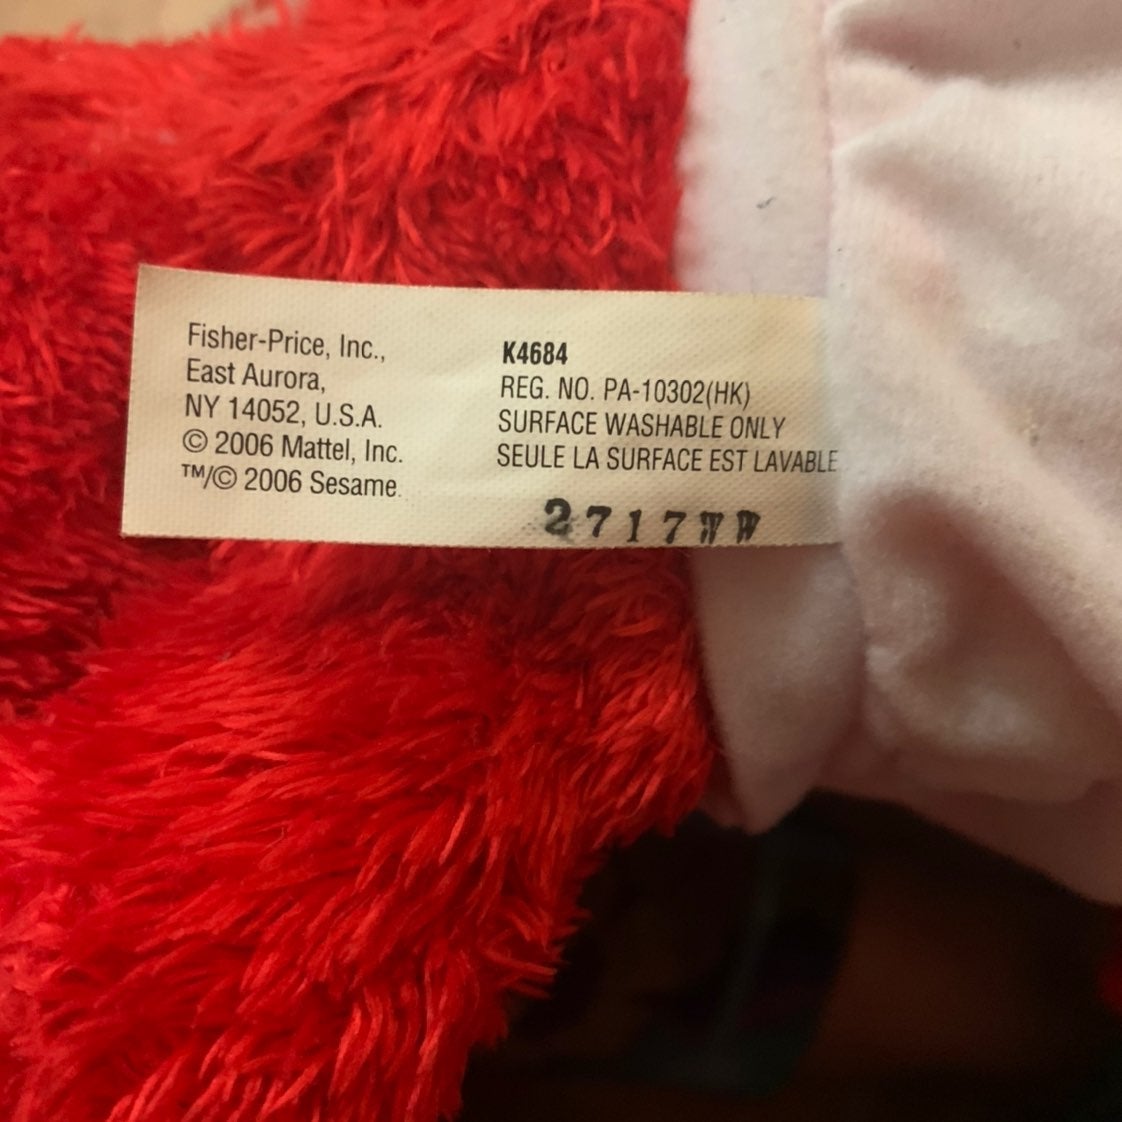 Fisher-Price, Inc.,
East Aurora,
NY 14052, U.S.A.
© 2006 Mattel, Inc.
™/© 2006 Sesame
K4684
REG. NO. PA-10302(HK)
SURFACE WASHABLE ONLY
SEULE LA SURFACE EST LAVABLE
2717WW